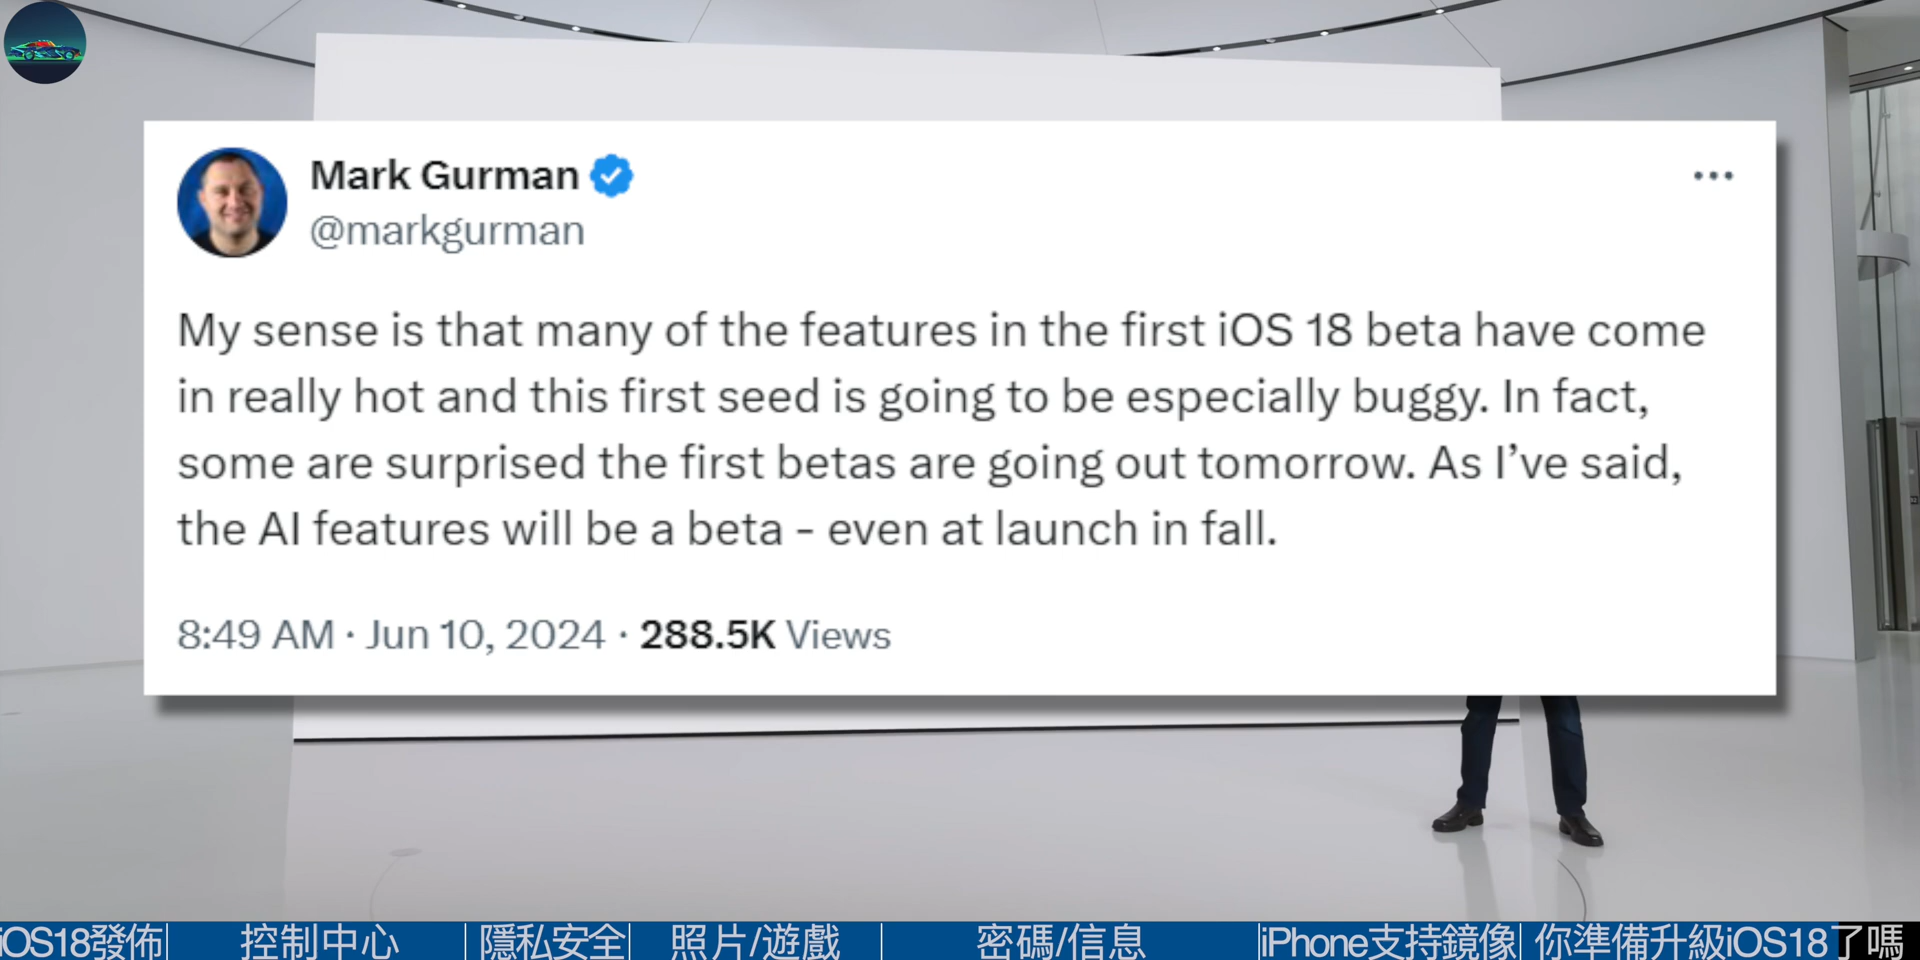 Mark Gurman
@markgurman
My sense is that many of the features in the first iOS 18 beta have come
in really hot and this first seed is going to be especially buggy. In fact,
some are surprised the first betas are going out tomorrow. As I’ve said,
the AI features will be a beta - even at launch in fall.
8:49 AM · Jun 10, 2024 · 288.5K Views
iOS18發佈 控制中心 隱私安全 照片/遊戲 密碼/信息 iPhone支持鏡像 你準備升級iOS18了嗎